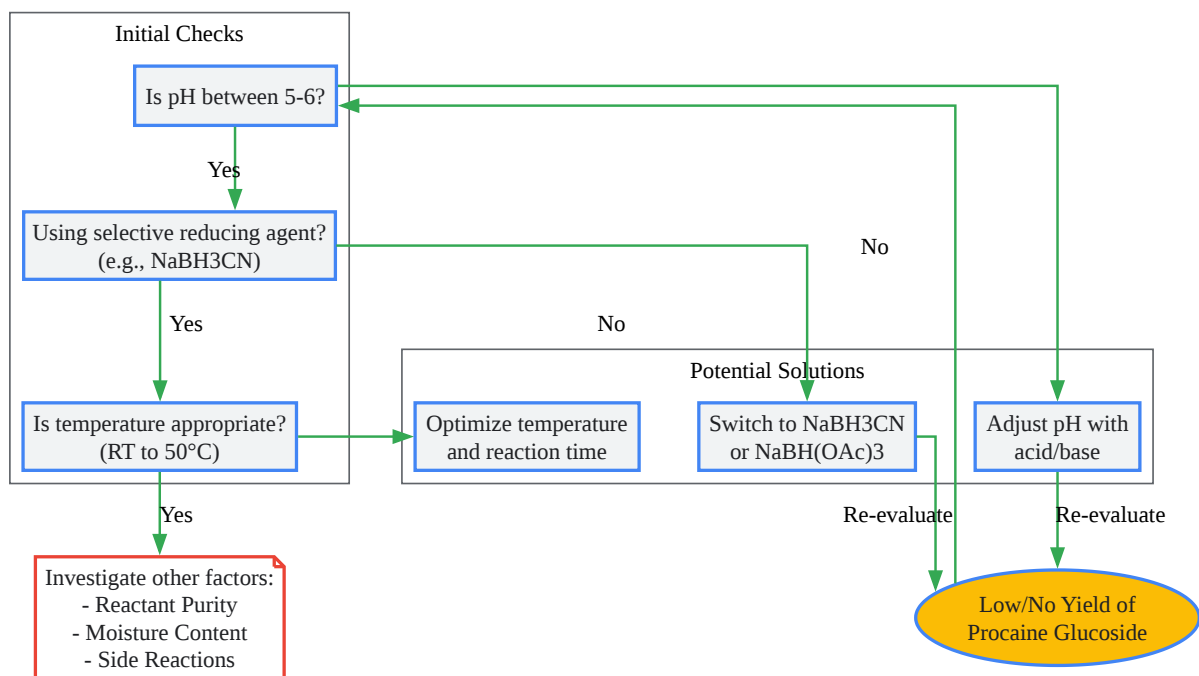 Initial Checks
Is pH between 5-6?
Yes
Using selective reducing agent?
(e.g., NaBH3CN)
No
Yes
No
Potential Solutions
Is temperature appropriate?
(RT to 50°C)
Optimize temperature
and reaction time
Switch to NaBH3CN
or NaBH(OAc)3
Adjust pH with
acid/base
Yes
Re-evaluate
Re-evaluate
Investigate other factors:
- Reactant Purity
- Moisture Content
- Side Reactions
Low/No Yield of
Procaine Glucoside